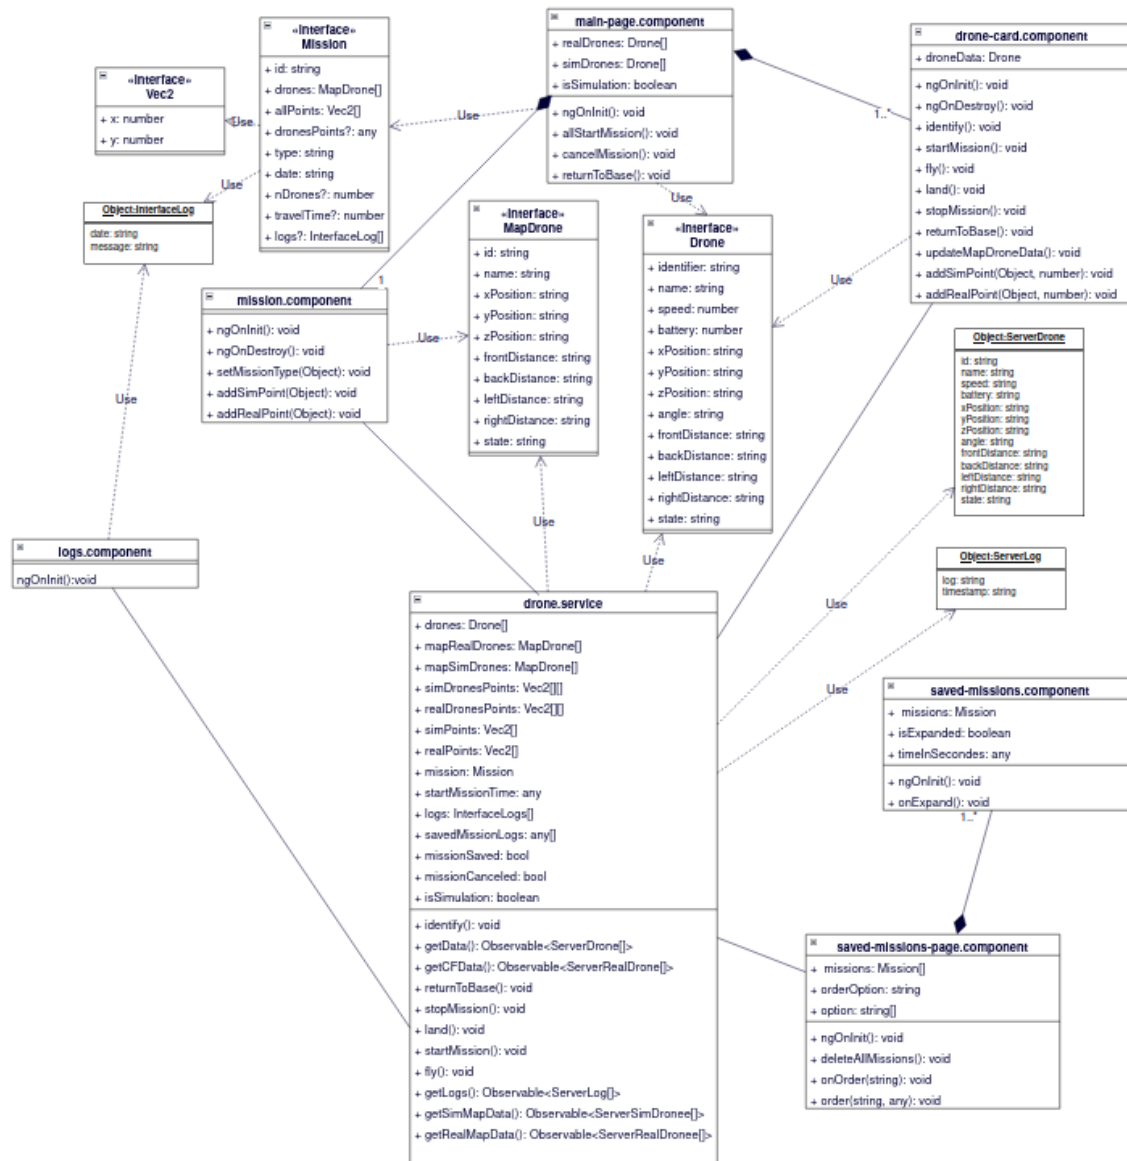 «Interface»
Mission
+ id: string
+ drones: MapDrone[]
+ allPoints: Vec2[]
+ dronesPoints?: any
+ type: string
+ date: string
+ nDrones?: number
+ travelTime?: number
+ logs?: InterfaceLog[]
main-page.component
+ realDrones: Drone[]
+ simDrones: Drone[]
+ isSimulation: boolean
+ ngOnInit(): void
+ allStartMission(): void
+ cancelMission(): void
+ returnToBase(): void
drone-card.component
+ droneData: Drone
+ ngOnInit(): void
+ ngOnDestroy(): void
+ identify(): void
+ startMission(): void
+ fly(): void
+ land(): void
+ stopMission(): void
+ returnToBase(): void
+ updateMapDroneData(): void
+ addSimPoint(Object, number): void
+ addRealPoint(Object, number): void
«Interface»
Vec2
+ x: number
+ y: number
Use
Use
1..*
Use
Use
Object:InterfaceLog
date: string
message: string
«Interface»
MapDrone
+ id: string
+ name: string
+ xPosition: string
+ yPosition: string
+ zPosition: string
+ frontDistance: string
+ backDistance: string
+ leftDistance: string
+ rightDistance: string
+ state: string
«Interface»
Drone
+ identifier: string
+ name: string
+ speed: number
+ battery: number
+ xPosition: string
+ yPosition: string
+ zPosition: string
+ angle: string
+ frontDistance: string
+ backDistance: string
+ leftDistance: string
+ rightDistance: string
+ state: string
Use
1
mission.component
+ ngOnInit(): void
+ ngOnDestroy(): void
+ setMissionType(Object): void
+ addSimPoint(Object): void
+ addRealPoint(Object): void
Use
Use
Object:ServerDrone
id: string
name: string
speed: string
battery: string
xPosition: string
yPosition: string
zPosition: string
angle: string
frontDistance: string
backDistance: string
leftDistance: string
rightDistance: string
state: string
Use
Use
logs.component
ngOnInit():void
Object:ServerLog
log: string
timestamp: string
Use
Use
drone.service
+ drones: Drone[]
+ mapRealDrones: MapDrone[]
+ mapSimDrones: MapDrone[]
+ simDronesPoints: Vec2[][]
+ realDronesPoints: Vec2[][]
+ simPoints: Vec2[]
+ realPoints: Vec2[]
+ mission: Mission
+ startMissionTime: any
+ logs: InterfaceLogs[]
+ savedMissionLogs: any[]
+ missionSaved: bool
+ missionCanceled: bool
+ isSimulation: boolean
+ identify(): void
+ getData(): Observable<ServerDrone[]>
+ getCFData(): Observable<ServerRealDrone[]>
+ returnToBase(): void
+ stopMission(): void
+ land(): void
+ startMission(): void
+ fly(): void
+ getLogs(): Observable<ServerLog[]>
+ getSimMapData(): Observable<ServerSimDronee[]>
+ getRealMapData(): Observable<ServerRealDronee[]>
saved-missions.component
+ missions: Mission
+ isExpanded: boolean
+ timeInSecondes: any
+ ngOnInit(): void
+ onExpand(): void
1..*
saved-missions-page.component
+ missions: Mission[]
+ orderOption: string
+ option: string[]
+ ngOnInit(): void
+ deleteAllMissions(): void
+ onOrder(string): void
+ order(string, any): void